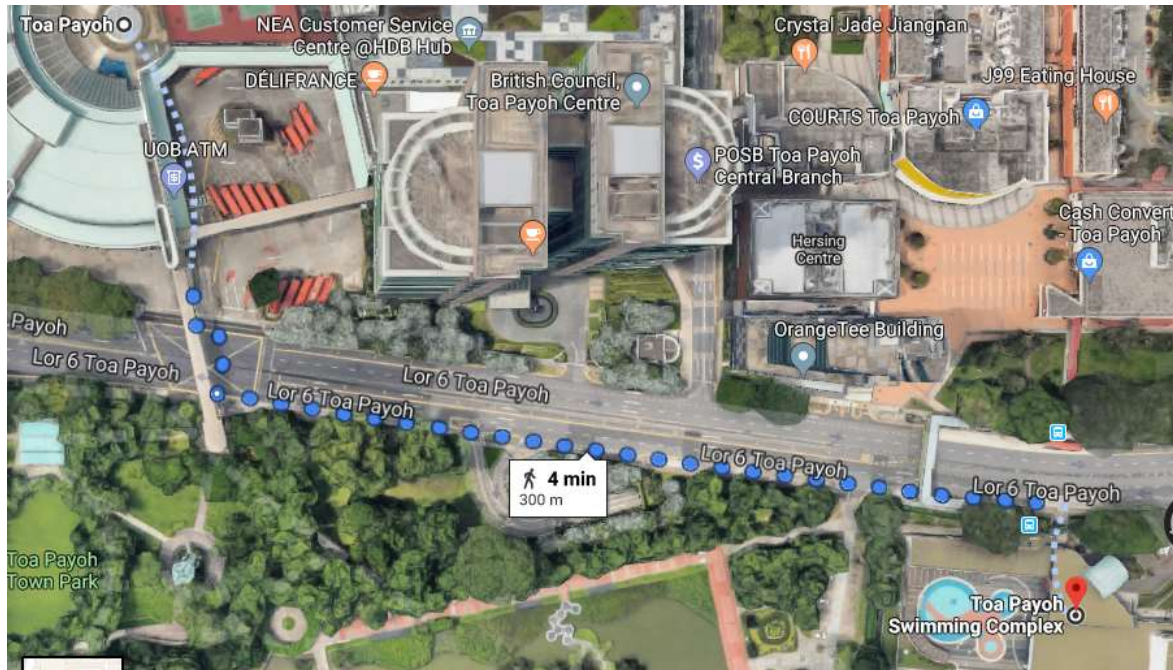 Toa Payoh
NEA Customer Service
Centre @HDB Hub
Crystal Jade Jiangnan
DÉLIFRANCE
British Council,
Toa Payoh Centre
J99 Eating House
COURTS Toa Payoh
UOB ATM
$
POSB Toa Payoh
Central Branch
Cash Convert
- Toa Payoh
Hersing
Centre
OrangeTee Building
Payoh
Lor 6 Toa Payoh
Lor 6 Toa Payoh
Lor 6 Toa Payoh
Lor 6 Toa Payoh
4 min
300 m
Lor 6 Toa Payoh
Toa Payoh
Town Park
Toa Payoh
Swimming Complex